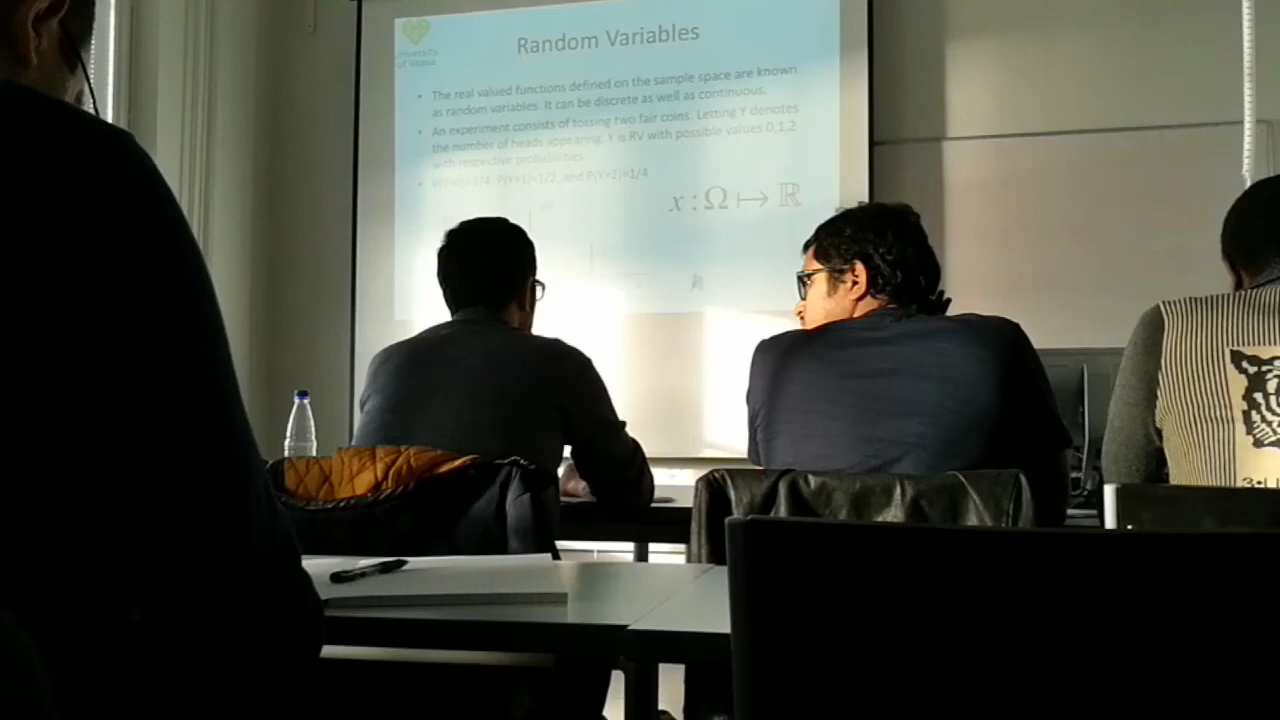 University
of Vaasa
Random Variables
• The real valued functions defined on the sample space are known
as random variables. It can be discrete as well as continuous.
• An experiment consists of tossing two fair coins. Letting Y denotes
the number of heads appearing. Y is RV with possible values 0,1,2
with respective probabilities
• P(Y=0)=1/4, P(Y=1)=1/2, and P(Y=2)=1/4
x : Ω ↦ ℝ